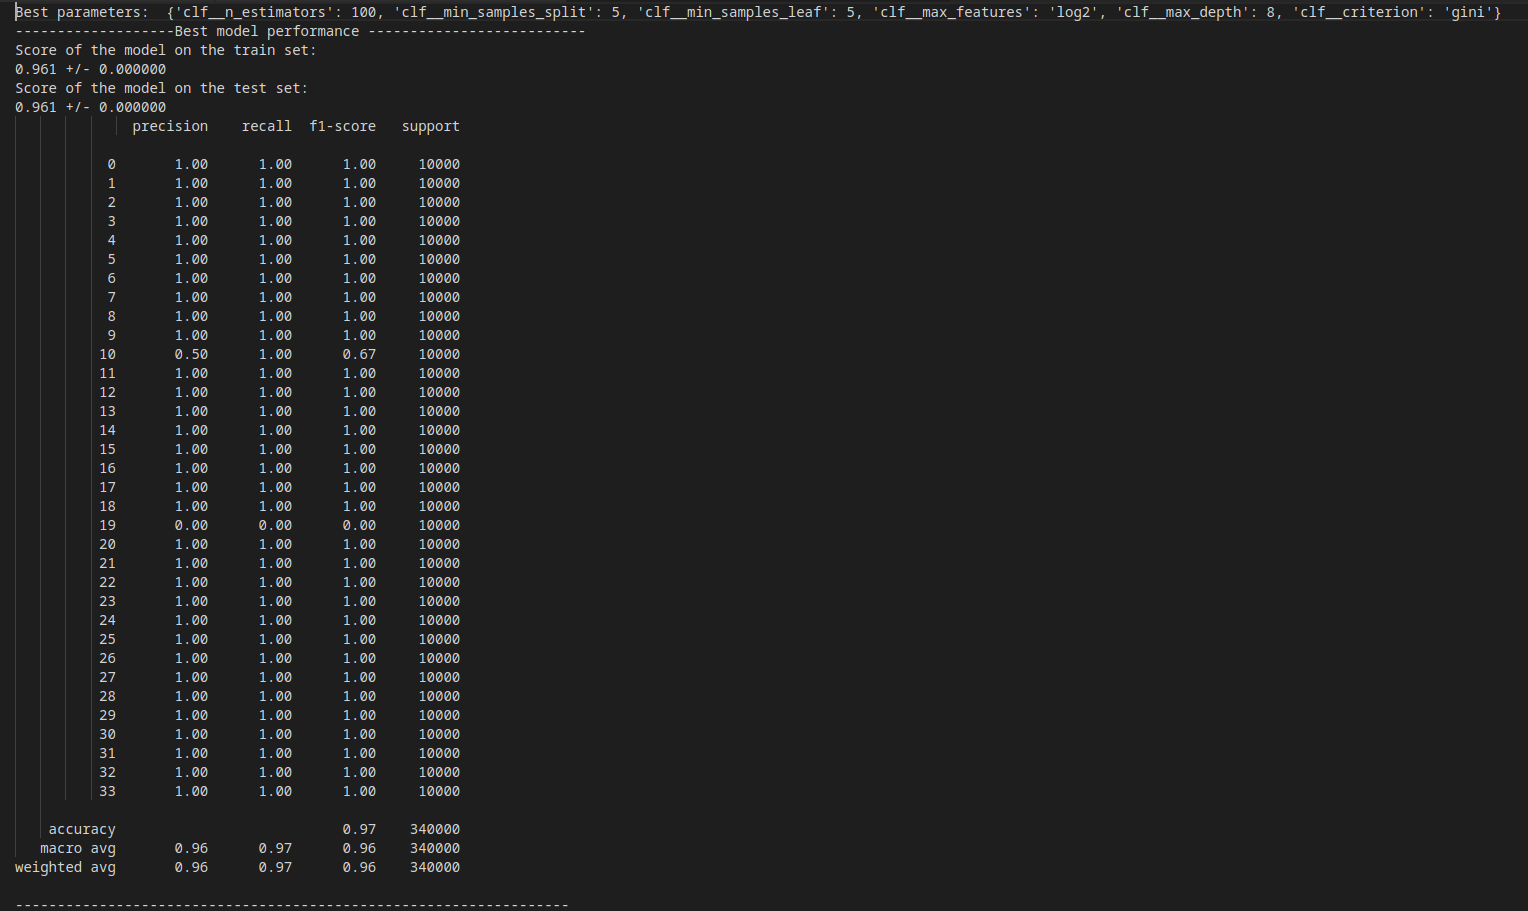 Best parameters:  {'clf__n_estimators': 100, 'clf__min_samples_split': 5, 'clf__min_samples_leaf': 5, 'clf__max_features': 'log2', 'clf__max_depth': 8, 'clf__criterion': 'gini'}
-------------------Best model performance --------------------------
Score of the model on the train set:
0.961 +/- 0.000000
Score of the model on the test set:
0.961 +/- 0.000000
precision    recall  f1-score   support
0       1.00      1.00      1.00     10000
1       1.00      1.00      1.00     10000
2       1.00      1.00      1.00     10000
3       1.00      1.00      1.00     10000
4       1.00      1.00      1.00     10000
5       1.00      1.00      1.00     10000
6       1.00      1.00      1.00     10000
7       1.00      1.00      1.00     10000
8       1.00      1.00      1.00     10000
9       1.00      1.00      1.00     10000
10       0.50      1.00      0.67     10000
11       1.00      1.00      1.00     10000
12       1.00      1.00      1.00     10000
13       1.00      1.00      1.00     10000
14       1.00      1.00      1.00     10000
15       1.00      1.00      1.00     10000
16       1.00      1.00      1.00     10000
17       1.00      1.00      1.00     10000
18       1.00      1.00      1.00     10000
19       0.00      0.00      0.00     10000
20       1.00      1.00      1.00     10000
21       1.00      1.00      1.00     10000
22       1.00      1.00      1.00     10000
23       1.00      1.00      1.00     10000
24       1.00      1.00      1.00     10000
25       1.00      1.00      1.00     10000
26       1.00      1.00      1.00     10000
27       1.00      1.00      1.00     10000
28       1.00      1.00      1.00     10000
29       1.00      1.00      1.00     10000
30       1.00      1.00      1.00     10000
31       1.00      1.00      1.00     10000
32       1.00      1.00      1.00     10000
33       1.00      1.00      1.00     10000
accuracy                           0.97    340000
macro avg       0.96      0.97      0.96    340000
weighted avg       0.96      0.97      0.96    340000
------------------------------------------------------------------